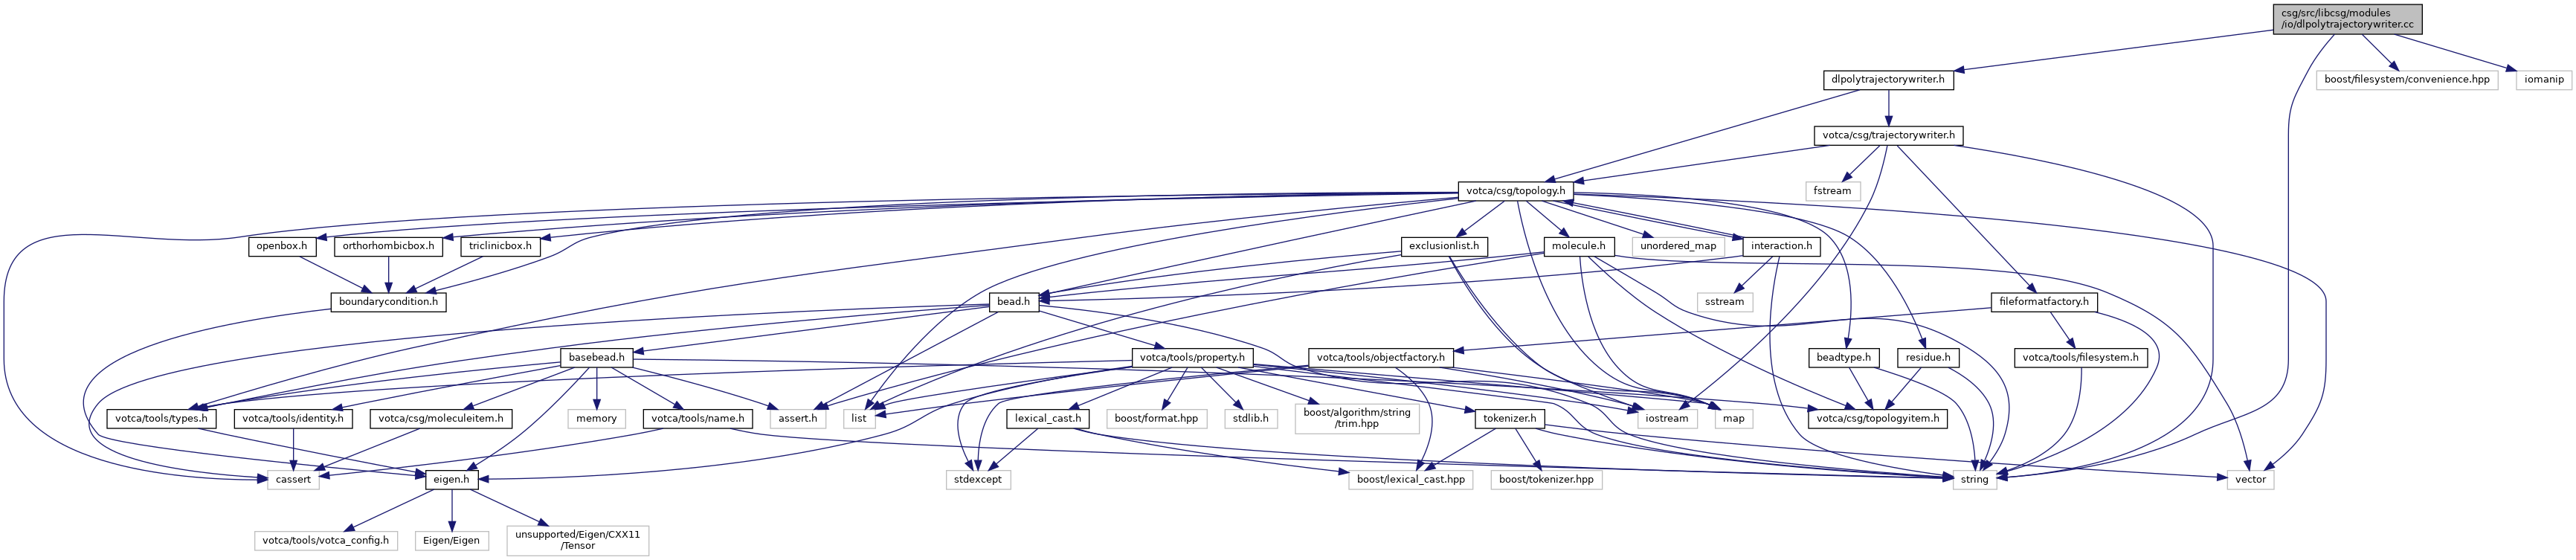 csg/src/libcsg/modules
/io/dlpolytrajectorywriter.cc
dlpolytrajectorywriter.h
boost/filesystem/convenience.hpp
iomanip
votca/csg/trajectorywriter.h
votca/csg/topology.h
fstream
openbox.h
orthorhombicbox.h
triclinicbox.h
exclusionlist.h
molecule.h
unordered_map
interaction.h
boundarycondition.h
bead.h
sstream
fileformatfactory.h
basebead.h
votca/tools/property.h
votca/tools/objectfactory.h
beadtype.h
residue.h
votca/tools/filesystem.h
votca/tools/types.h
votca/tools/identity.h
votca/csg/moleculeitem.h
memory
votca/tools/name.h
assert.h
list
lexical_cast.h
boost/format.hpp
stdlib.h
boost/algorithm/string
/trim.hpp
tokenizer.h
iostream
map
votca/csg/topologyitem.h
cassert
eigen.h
stdexcept
boost/lexical_cast.hpp
boost/tokenizer.hpp
string
vector
votca/tools/votca_config.h
Eigen/Eigen
unsupported/Eigen/CXX11
/Tensor